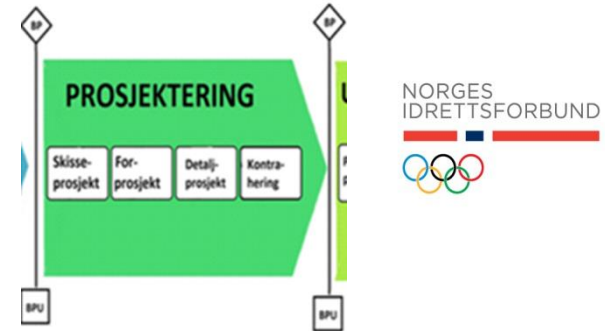 BP
BP
PROSJEKTERING
Skisse-
prosjekt
For-
prosjekt
Detalj-
prosjekt
Kontra-
hering
BPU
BPU
NORGES
IDRETTSFORBUND